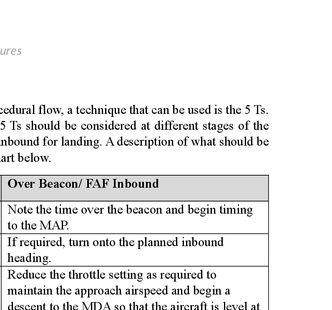 ures
cedural flow, a technique that can be used is the 5 Ts.
5 Ts should be considered at different stages of the
inbound for landing. A description of what should be
art below.
Over Beacon/ FAF Inbound
Note the time over the beacon and begin timing
to the MAP.
If required, turn onto the planned inbound
heading.
Reduce the throttle setting as required to
maintain the approach airspeed and begin a
descent to the MDA so that the aircraft is level at